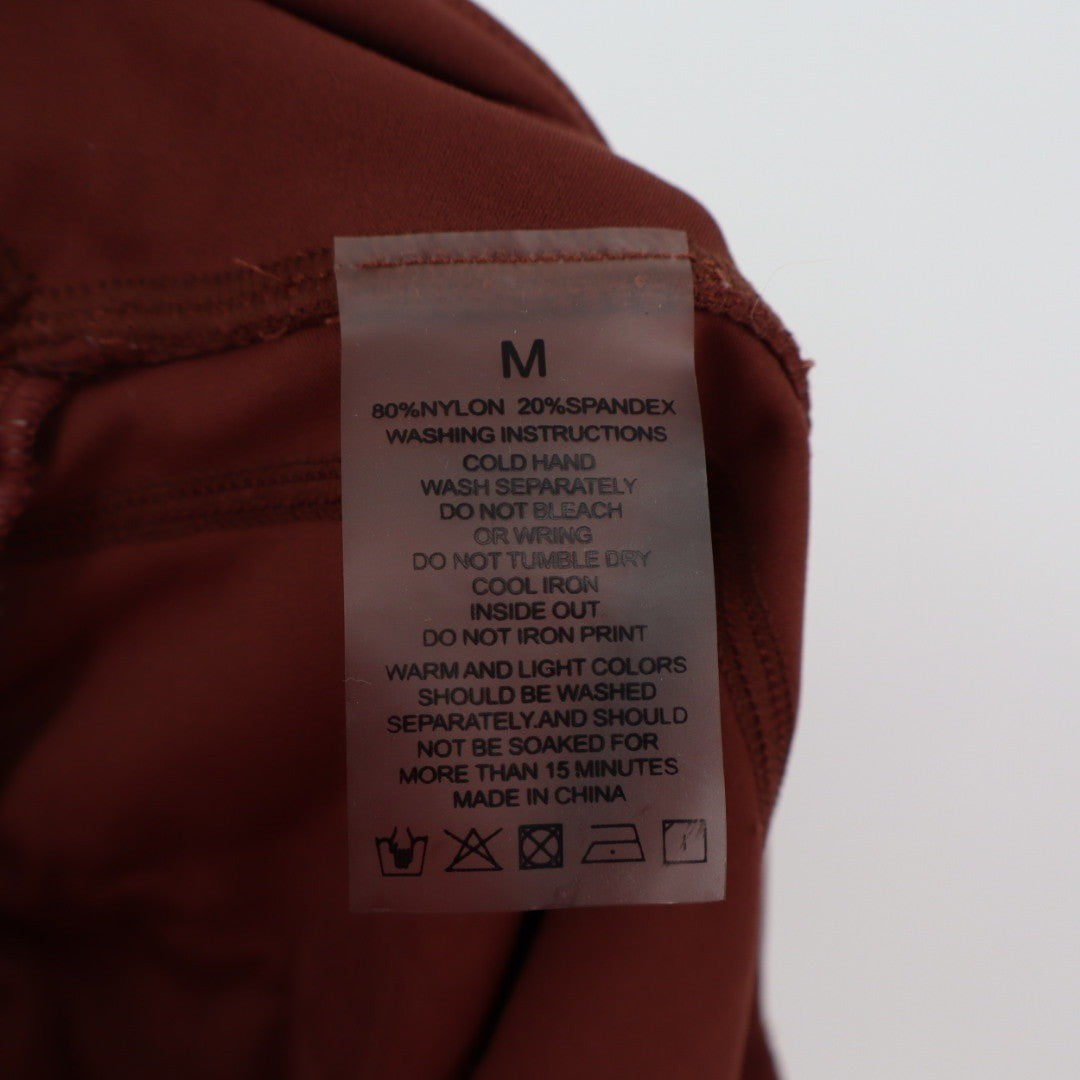 M
80%NYLON 20%SPANDEX
WASHING INSTRUCTIONS
COLD HAND
WASH SEPARATELY
DO NOT BLEACH
OR WRING
DO NOT TUMBLE DRY
COOL IRON
INSIDE OUT
DO NOT IRON PRINT
WARM AND LIGHT COLORS
SHOULD BE WASHED
SEPARATELY.AND SHOULD
NOT BE SOAKED FOR
MORE THAN 15 MINUTES
MADE IN CHINA